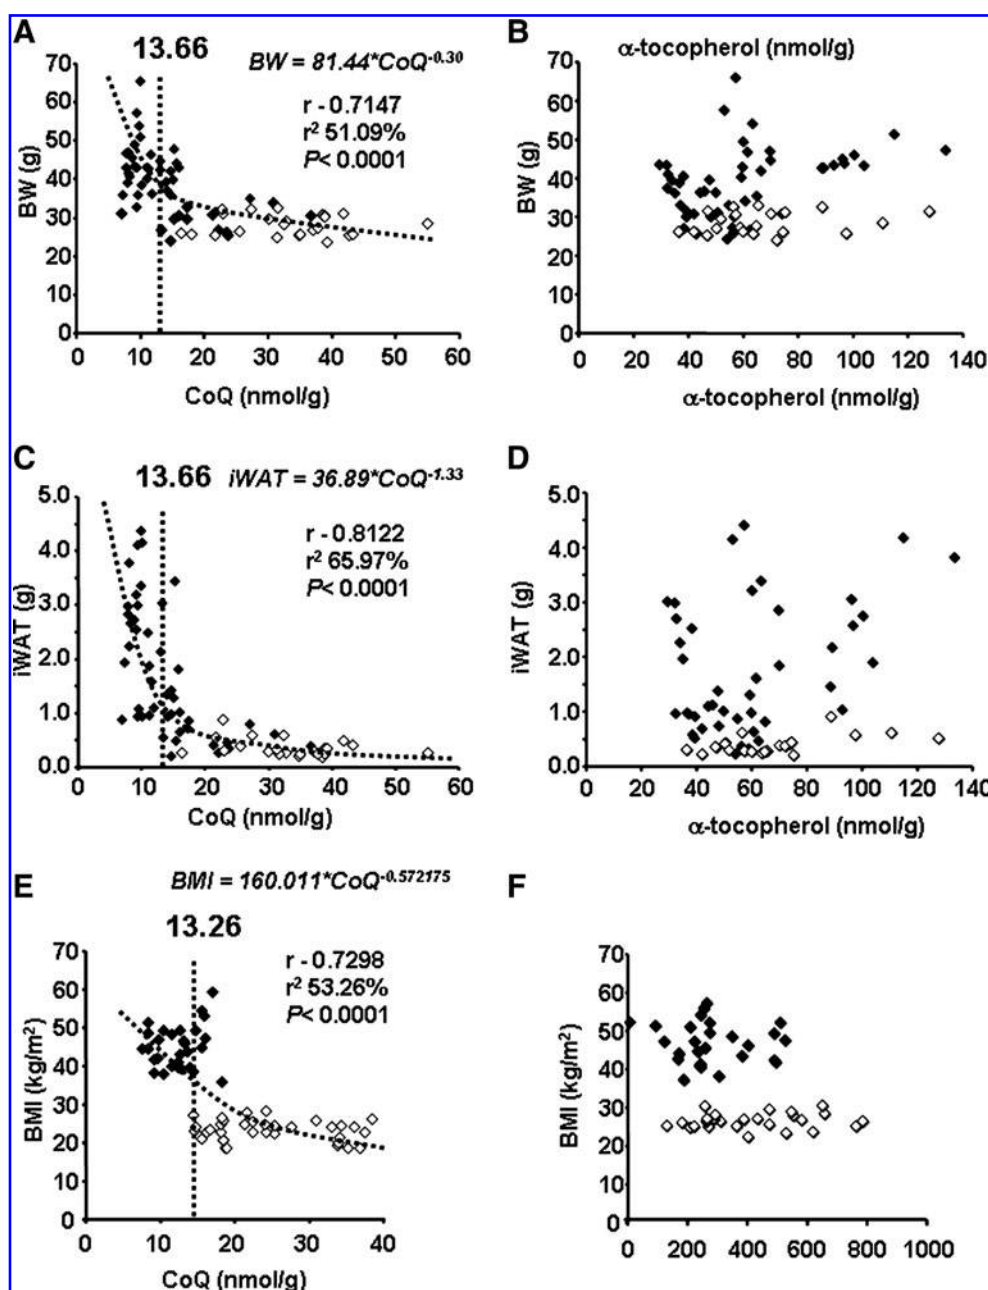 A
13.66
BW = 81.44*CoQ-0.30
r - 0.7147
r² 51.09%
P< 0.0001
BW (g)
70
60
50
40
30
20
10
0
0 10 20 30 40 50 60
CoQ (nmol/g)
B
α-tocopherol (nmol/g)
BW (g)
70
60
50
40
30
20
10
0
0 20 40 60 80 100 120 140
α-tocopherol (nmol/g)
C
13.66
iWAT = 36.89*CoQ-1.33
r - 0.8122
r² 65.97%
P< 0.0001
iWAT (g)
5.0
4.0
3.0
2.0
1.0
0.0
0 10 20 30 40 50 60
CoQ (nmol/g)
D
iWAT (g)
5.0
4.0
3.0
2.0
1.0
0.0
0 20 40 60 80 100 120 140
α-tocopherol (nmol/g)
E
BMI = 160.011*CoQ-0.572175
13.26
r - 0.7298
r² 53.26%
P< 0.0001
BMI (kg/m²)
70
60
50
40
30
20
10
0
0 10 20 30 40
CoQ (nmol/g)
F
BMI (kg/m²)
70
60
50
40
30
20
10
0
0 200 400 600 800 1000